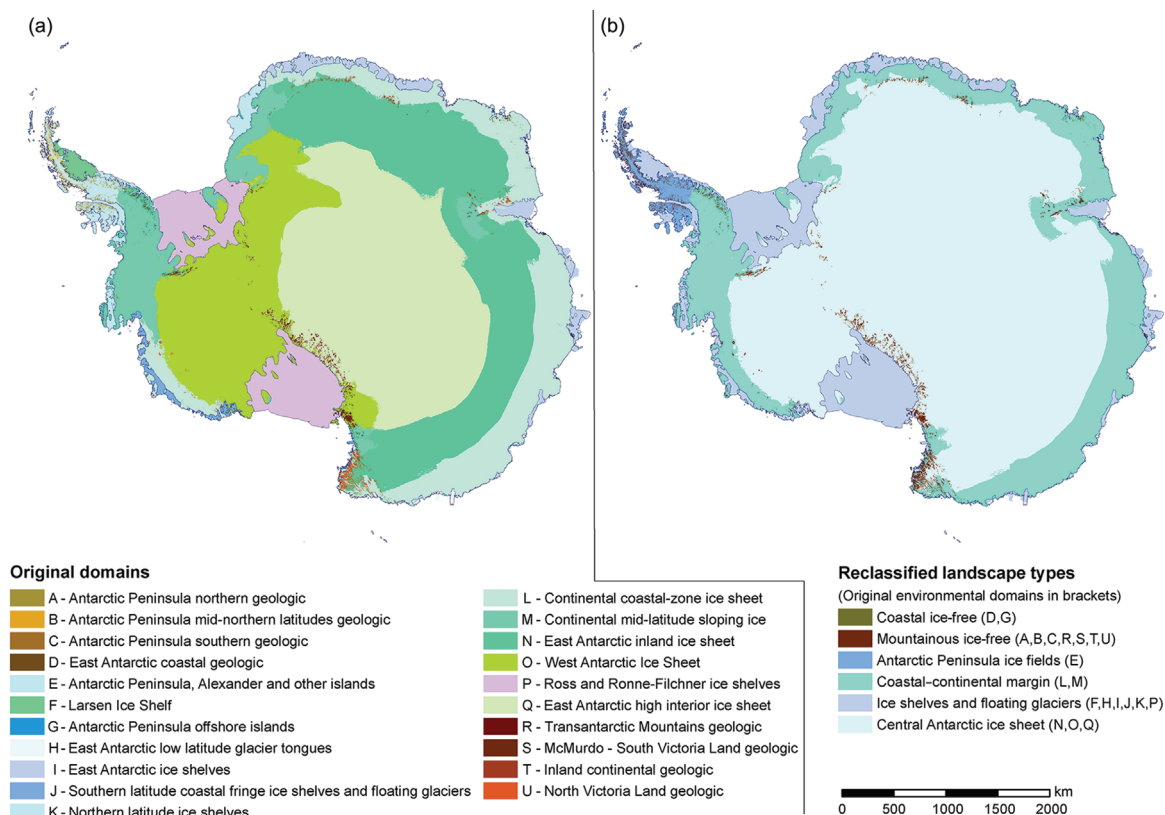 (a)
(b)
Original domains
A - Antarctic Peninsula northern geologic
B - Antarctic Peninsula mid-northern latitudes geologic
C - Antarctic Peninsula southern geologic
D - East Antarctic coastal geologic
E - Antarctic Peninsula, Alexander and other islands
F - Larsen Ice Shelf
G - Antarctic Peninsula offshore islands
H - East Antarctic low latitude glacier tongues
I - East Antarctic ice shelves
J - Southern latitude coastal fringe ice shelves and floating glaciers
K - Northern latitude ice shelves
L - Continental coastal-zone ice sheet
M - Continental mid-latitude sloping ice
N - East Antarctic inland ice sheet
O - West Antarctic Ice Sheet
P - Ross and Ronne-Filchner ice shelves
Q - East Antarctic high interior ice sheet
R - Transantarctic Mountains geologic
S - McMurdo - South Victoria Land geologic
T - Inland continental geologic
U - North Victoria Land geologic
Reclassified landscape types
(Original environmental domains in brackets)
Coastal ice-free (D,G)
Mountainous ice-free (A,B,C,R,S,T,U)
Antarctic Peninsula ice fields (E)
Coastal–continental margin (L,M)
Ice shelves and floating glaciers (F,H,I,J,K,P)
Central Antarctic ice sheet (N,O,Q)
km
0 500 1000 1500 2000